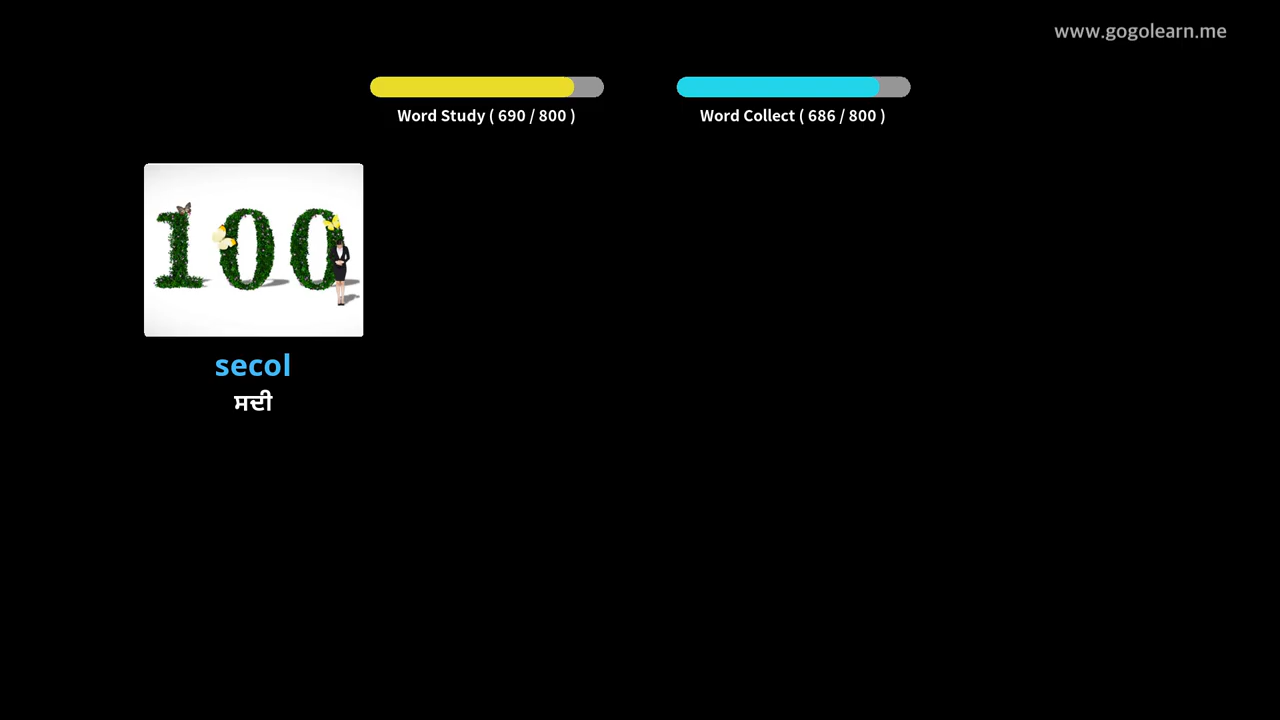 www.gogolearn.me
Word Study ( 690 / 800 )
Word Collect ( 686 / 800 )
100
secol
ਸਦੀ